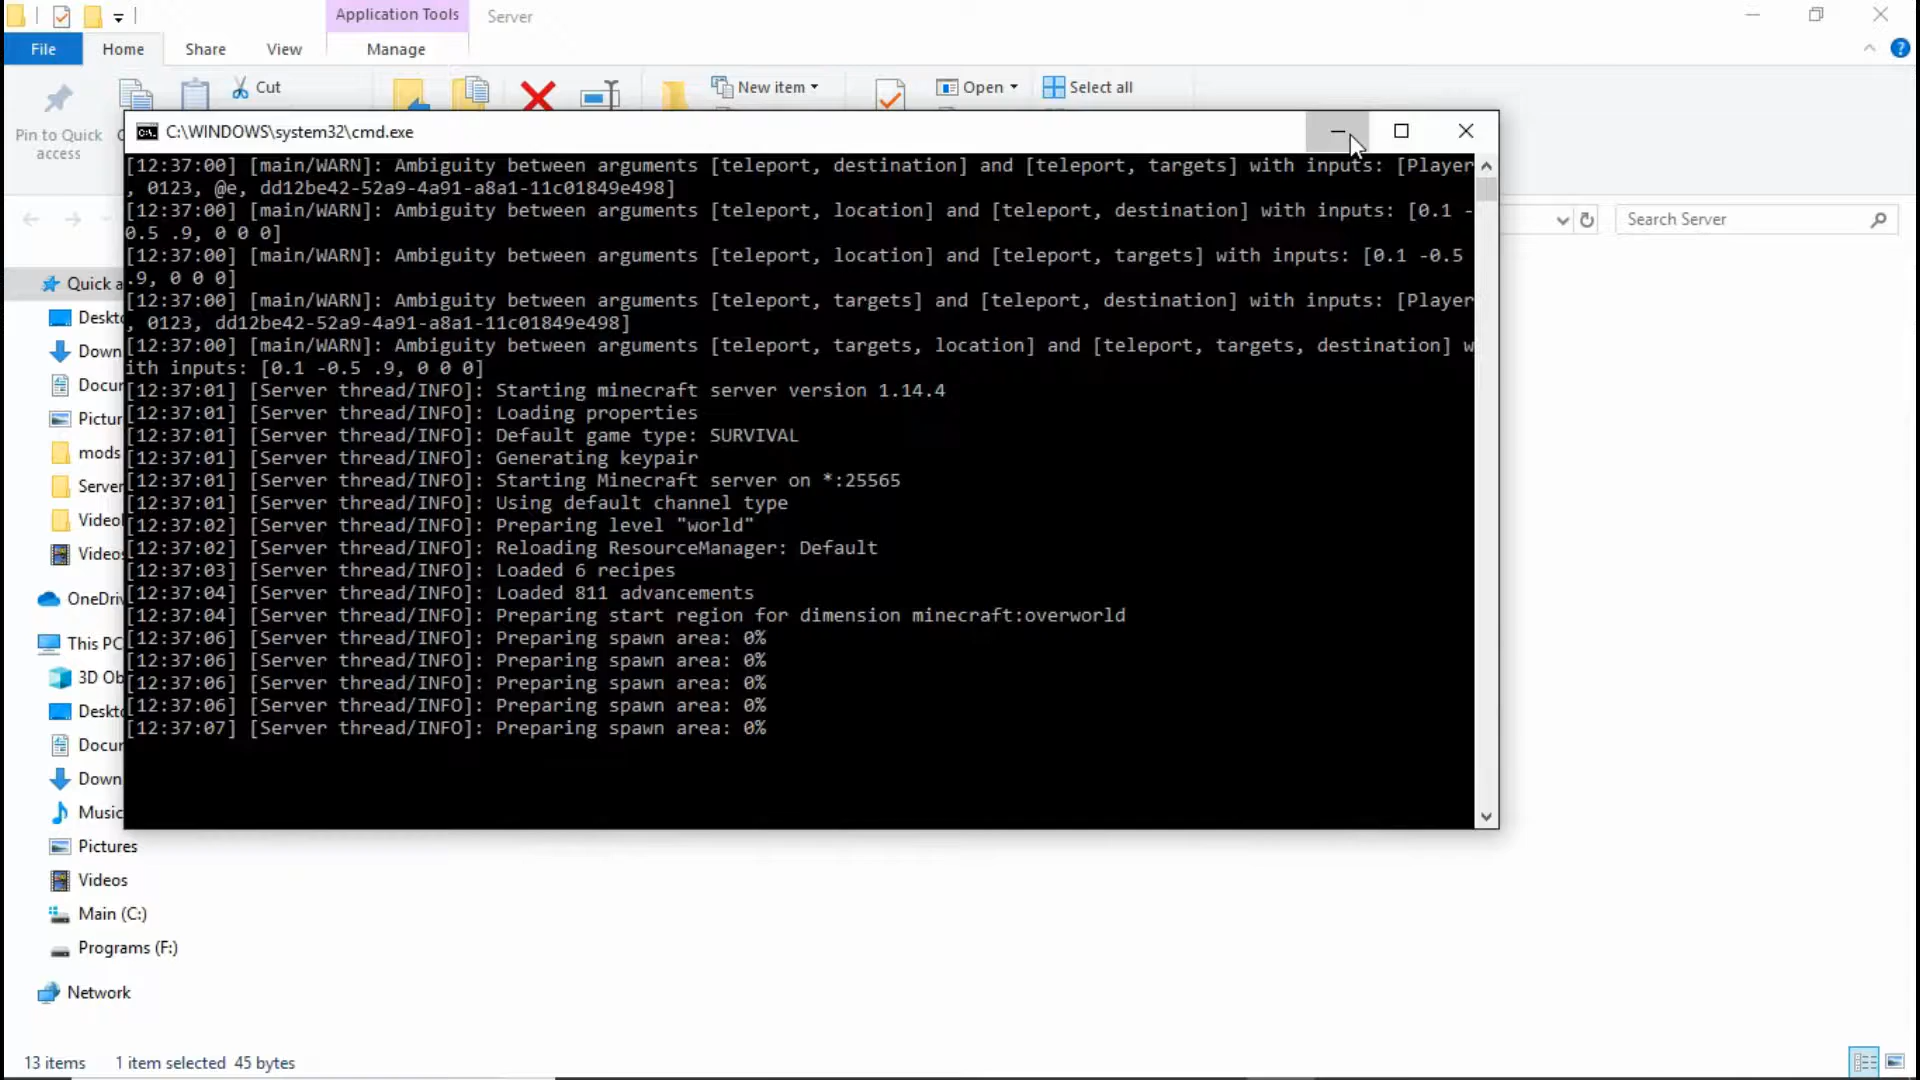 Application Tools
Server
File
Home
Share
View
Manage
Cut
New item
Open
Select all
Pin to Quick
access
C:\WINDOWS\system32\cmd.exe
[12:37:00] [main/WARN]: Ambiguity between arguments [teleport, destination] and [teleport, targets] with inputs: [Player
, 0123, @e, dd12be42-52a9-4a91-a8a1-11c01849e498]
[12:37:00] [main/WARN]: Ambiguity between arguments [teleport, location] and [teleport, destination] with inputs: [0.1 -
0.5 .9, 0 0 0]
[12:37:00] [main/WARN]: Ambiguity between arguments [teleport, location] and [teleport, targets] with inputs: [0.1 -0.5
.9, 0 0 0]
[12:37:00] [main/WARN]: Ambiguity between arguments [teleport, targets] and [teleport, destination] with inputs: [Player
, 0123, dd12be42-52a9-4a91-a8a1-11c01849e498]
[12:37:00] [main/WARN]: Ambiguity between arguments [teleport, targets, location] and [teleport, targets, destination] w
ith inputs: [0.1 -0.5 .9, 0 0 0]
[12:37:01] [Server thread/INFO]: Starting minecraft server version 1.14.4
[12:37:01] [Server thread/INFO]: Loading properties
[12:37:01] [Server thread/INFO]: Default game type: SURVIVAL
[12:37:01] [Server thread/INFO]: Generating keypair
[12:37:01] [Server thread/INFO]: Starting Minecraft server on *:25565
[12:37:01] [Server thread/INFO]: Using default channel type
[12:37:02] [Server thread/INFO]: Preparing level "world"
[12:37:02] [Server thread/INFO]: Reloading ResourceManager: Default
[12:37:03] [Server thread/INFO]: Loaded 6 recipes
[12:37:04] [Server thread/INFO]: Loaded 811 advancements
[12:37:04] [Server thread/INFO]: Preparing start region for dimension minecraft:overworld
[12:37:06] [Server thread/INFO]: Preparing spawn area: 0%
[12:37:06] [Server thread/INFO]: Preparing spawn area: 0%
[12:37:06] [Server thread/INFO]: Preparing spawn area: 0%
[12:37:06] [Server thread/INFO]: Preparing spawn area: 0%
[12:37:07] [Server thread/INFO]: Preparing spawn area: 0%
Search Server
Quick a
Deskto
Down
Docur
Pictur
mods
Server
Videol
Videos
OneDriv
This PC
3D Ob
Deskto
Docur
Down
Music
Pictures
Videos
Main (C:)
Programs (F:)
Network
13 items
1 item selected 45 bytes